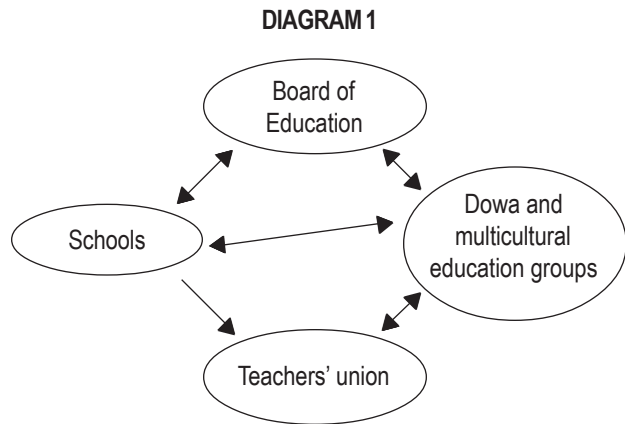 DIAGRAM 1
Board of
Education
Schools
Dowa and
multicultural
education groups
Teachers’ union